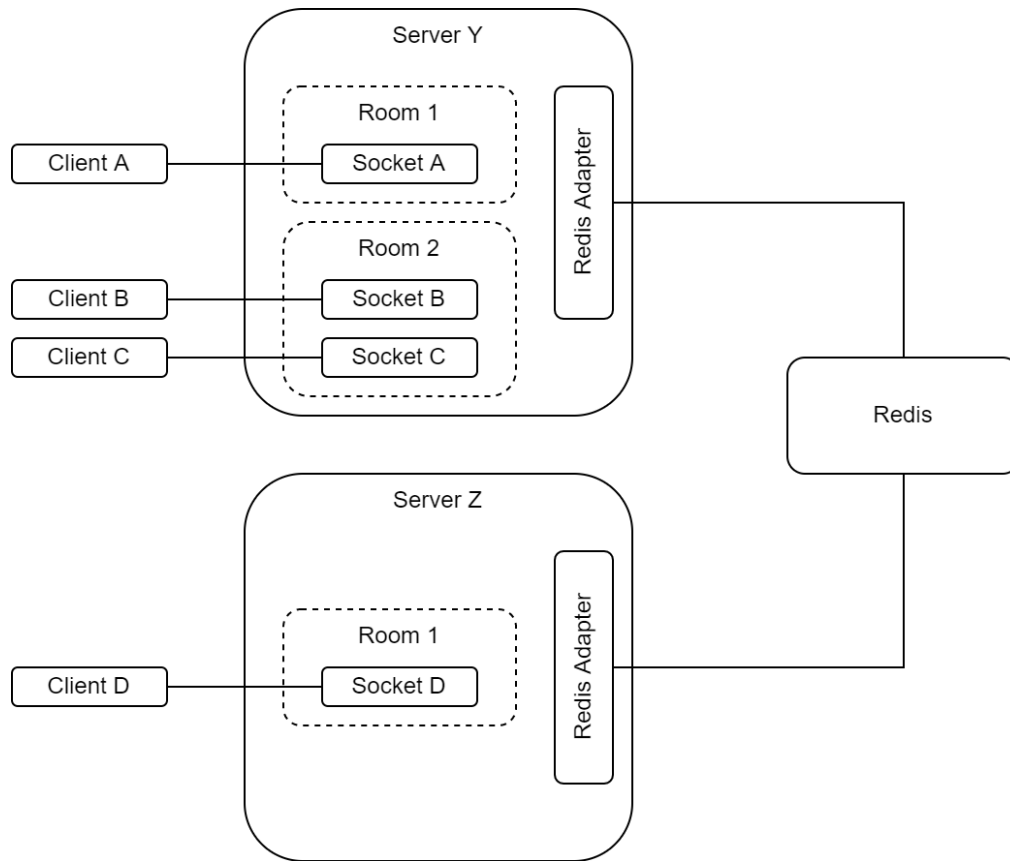 Server Y
Room 1
Client A
Socket A
Redis Adapter
Room 2
Client B
Socket B
Client C
Socket C
Redis
Server Z
Room 1
Client D
Socket D
Redis Adapter